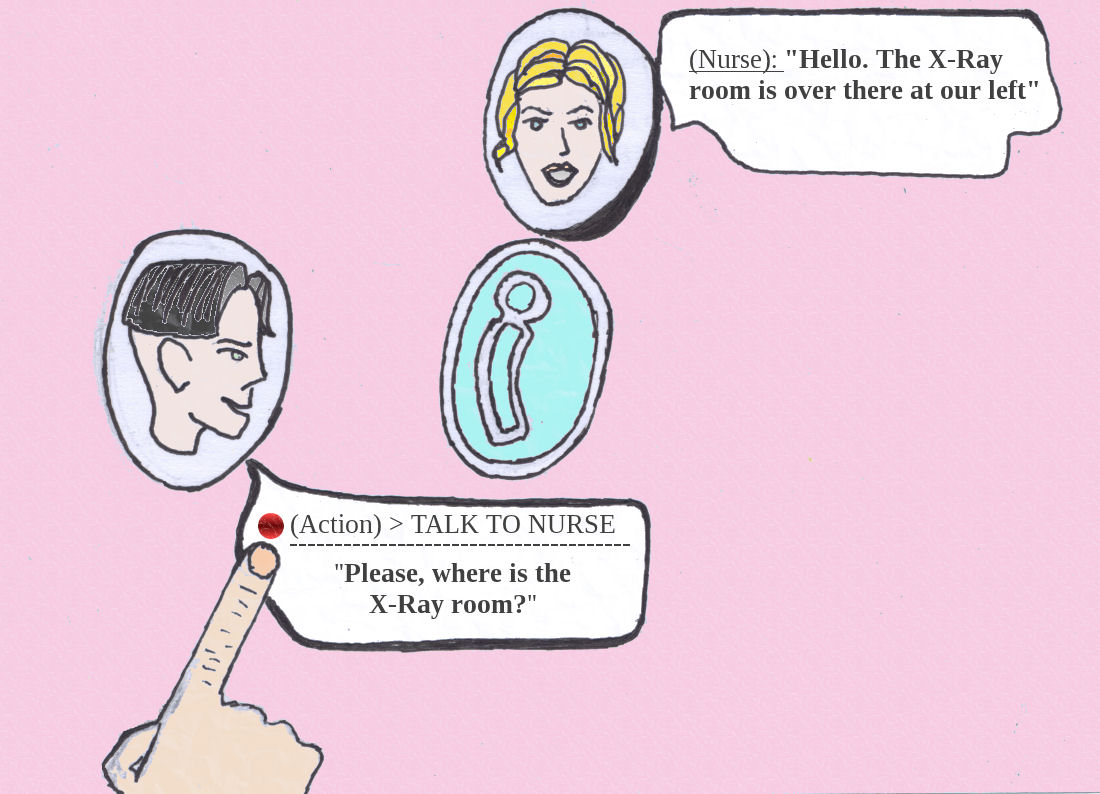 (Nurse): "Hello. The X-Ray
room is over there at our left"
(Action) > TALK TO NURSE
"Please, where is the
X-Ray room?"